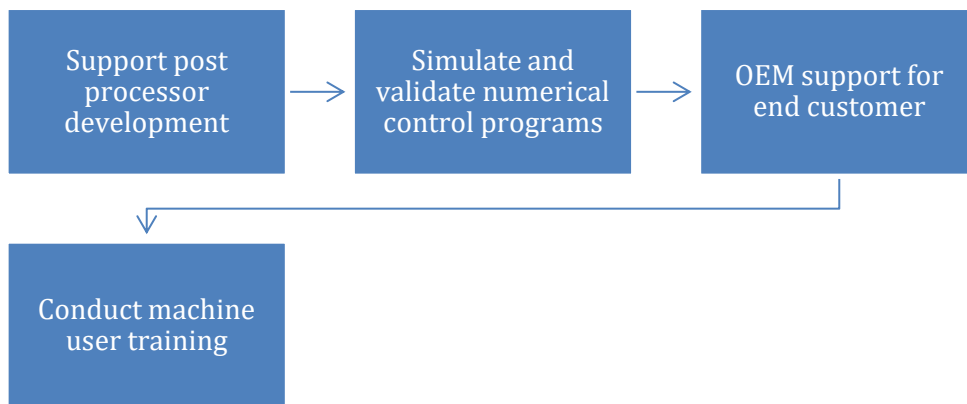 Support post
processor
development
Simulate and
validate numerical
control programs
OEM support for
end customer
Conduct machine
user training